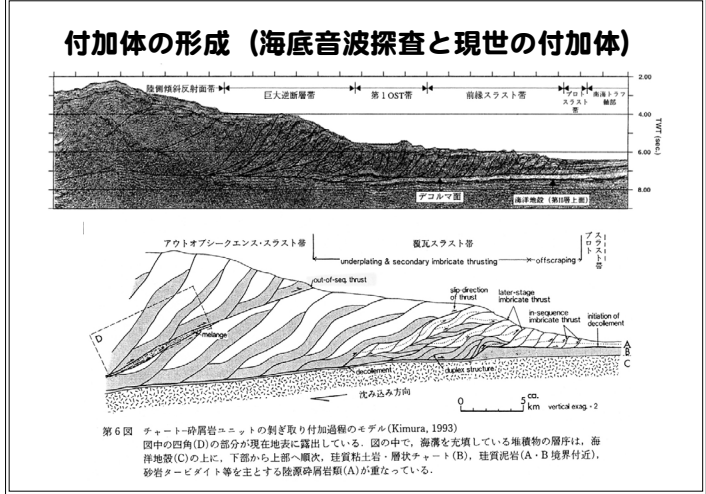 付加体の形成（海底音波探査と現世の付加体）
陸側傾斜反射面帯 巨大逆断層帯 第1OST帯 前縁スラスト帯 プロトスラスト帯 南海トラフ軸部
2.00
4.00
6.00
8.00
TWT (sec.)
デコルマ面
海洋地殻（第II層上面）
アウトオブシークエンス・スラスト帯 覆瓦スラスト帯 プロトスラスト帯
underplating & secondary imbricate thrusting offscraping
out-of-seq. thrust
slip direction of thrust
later-stage imbricate thrust
in-sequence imbricate thrust
initiation of decollement
D
melange
A
B
C
decollement
duplex structure
沈み込み方向
0 5 ca. km vertical exag. × 2
第6図 チャート-砕屑岩ユニットの剝ぎ取り付加過程のモデル(Kimura, 1993)
図中の四角(D)の部分が現在地表に露出している．図の中で，海溝を充填している堆積物の層序は，海
洋地殻(C)の上に，下部から上部へ順次，珪質粘土岩・層状チャート(B)，珪質泥岩(A・B境界付近)，
砂岩タービダイト等を主とする陸源砕屑岩類(A)が重なっている．